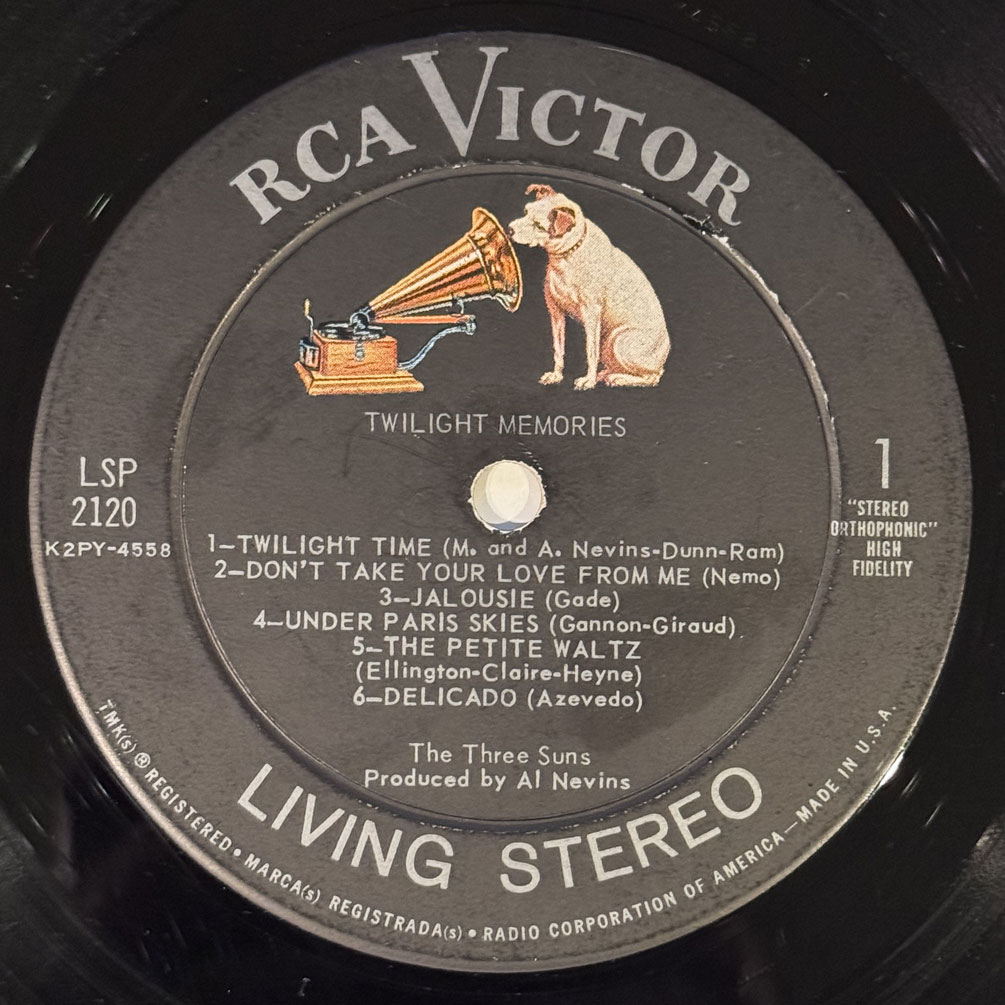 RCA VICTOR
TWILIGHT MEMORIES
LSP
2120
K2PY-4558
1
"STEREO
ORTHOPHONIC"
HIGH
FIDELITY
1—TWILIGHT TIME (M. and A. Nevins-Dunn-Ram)
2—DON'T TAKE YOUR LOVE FROM ME (Nemo)
3—JALOUSIE (Gade)
4—UNDER PARIS SKIES (Gannon-Giraud)
5—THE PETITE WALTZ
(Ellington-Claire-Heyne)
6—DELICADO (Azevedo)
The Three Suns
Produced by Al Nevins
LIVING STEREO
TMK(s) ® REGISTERED • MARCA(s) REGISTRADA(s) • RADIO CORPORATION OF AMERICA—MADE IN U.S.A.